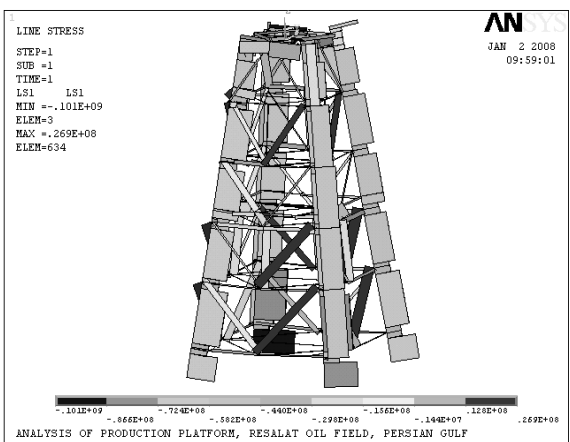 1
LINE STRESS
STEP=1
SUB =1
TIME=1
LS1 LS1
MIN =-.101E+09
ELEM=3
MAX =.269E+08
ELEM=634
ANSYS
JAN 2 2008
09:59:01
-.101E+09 -.724E+08 -.440E+08 -.156E+08 .128E+08
-.866E+08 -.582E+08 -.298E+08 -.144E+07 .269E+08
ANALYSIS OF PRODUCTION PLATFORM, RESALAT OIL FIELD, PERSIAN GULF